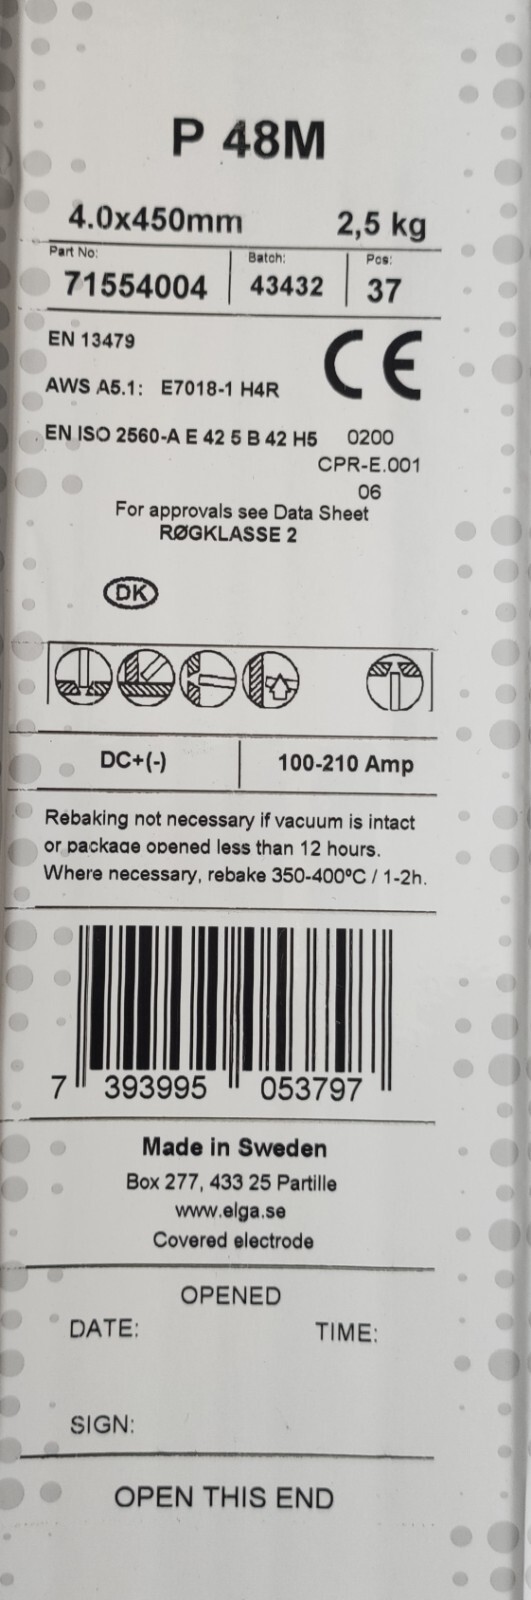 P 48M
4.0x450mm 2,5 kg
Part No: Batch: Pos:
71554004 43432 37
EN 13479
CE
AWS A5.1: E7018-1 H4R
EN ISO 2560-A E 42 5 B 42 H5 0200
CPR-E.001
06
For approvals see Data Sheet
RØGKLASSE 2
DK
DC+(-) 100-210 Amp
Rebaking not necessary if vacuum is intact
or package opened less than 12 hours.
Where necessary, rebake 350-400ºC / 1-2h.
7 393995 053797
Made in Sweden
Box 277, 433 25 Partille
www.elga.se
Covered electrode
OPENED
DATE: TIME:
SIGN:
OPEN THIS END